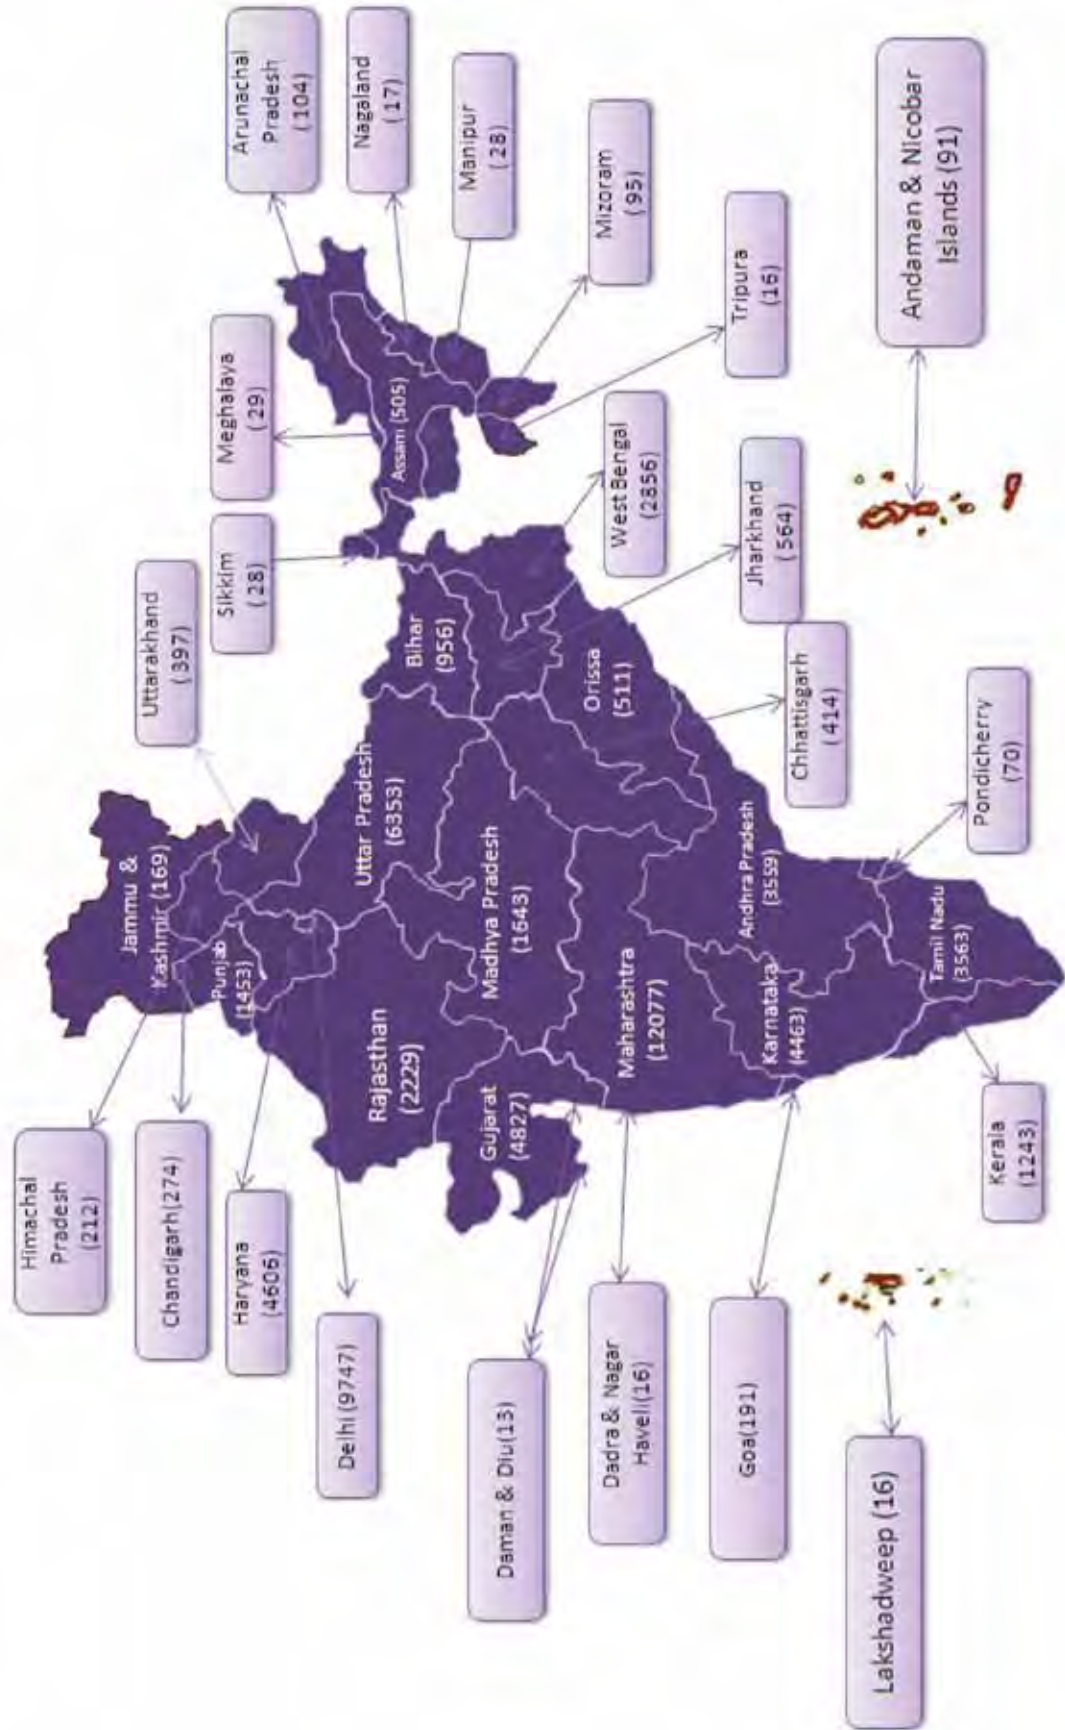 Himachal
Pradesh
(212)
Chandigarh(274)
Haryana
(4606)
Delhi(9747)
Daman & Diu(13)
Dadra & Nagar
Haveli(16)
Goa(191)
Lakshadweep (16)
Jammu &
Kashmir (169)
Punjab
(1453)
Rajasthan
(2229)
Gujarat
(4827)
Uttar Pradesh
(6353)
Madhya Pradesh
(1643)
Maharashtra
(12077)
Karnataka
(4463)
Andhra Pradesh
(3559)
Tamil Nadu
(3563)
Kerala
(1243)
Bihar
(956)
Orissa
(511)
Assam (505)
Uttarakhand
(397)
Sikkim
(28)
Meghalaya
(29)
Arunachal
Pradesh
(104)
Nagaland
(17)
Manipur
(28)
Mizoram
(95)
Tripura
(16)
West Bengal
(2856)
Jharkhand
(564)
Chhattisgarh
(414)
Pondicherry
(70)
Andaman & Nicobar
Islands (91)